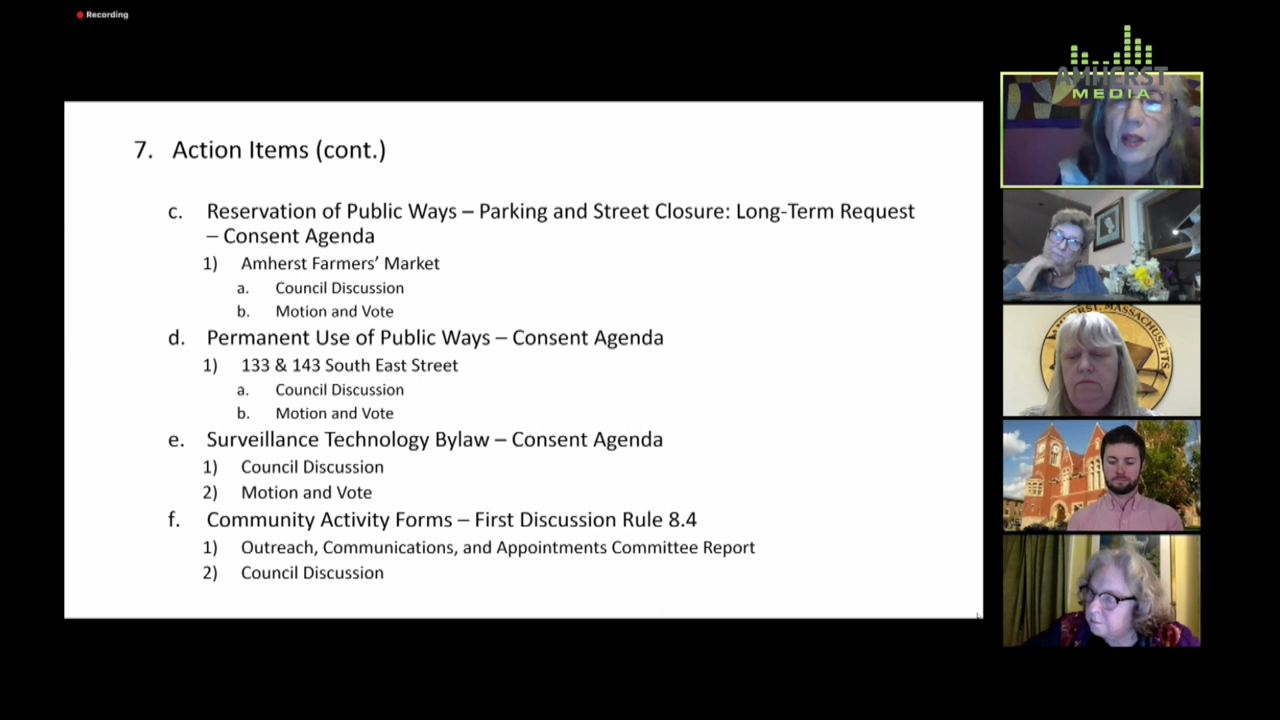 Recording
AMHERST
MEDIA
7. Action Items (cont.)
c. Reservation of Public Ways – Parking and Street Closure: Long-Term Request
– Consent Agenda
1) Amherst Farmers’ Market
a. Council Discussion
b. Motion and Vote
d. Permanent Use of Public Ways – Consent Agenda
1) 133 & 143 South East Street
a. Council Discussion
b. Motion and Vote
e. Surveillance Technology Bylaw – Consent Agenda
1) Council Discussion
2) Motion and Vote
f. Community Activity Forms – First Discussion Rule 8.4
1) Outreach, Communications, and Appointments Committee Report
2) Council Discussion
MASSACHUSETTS